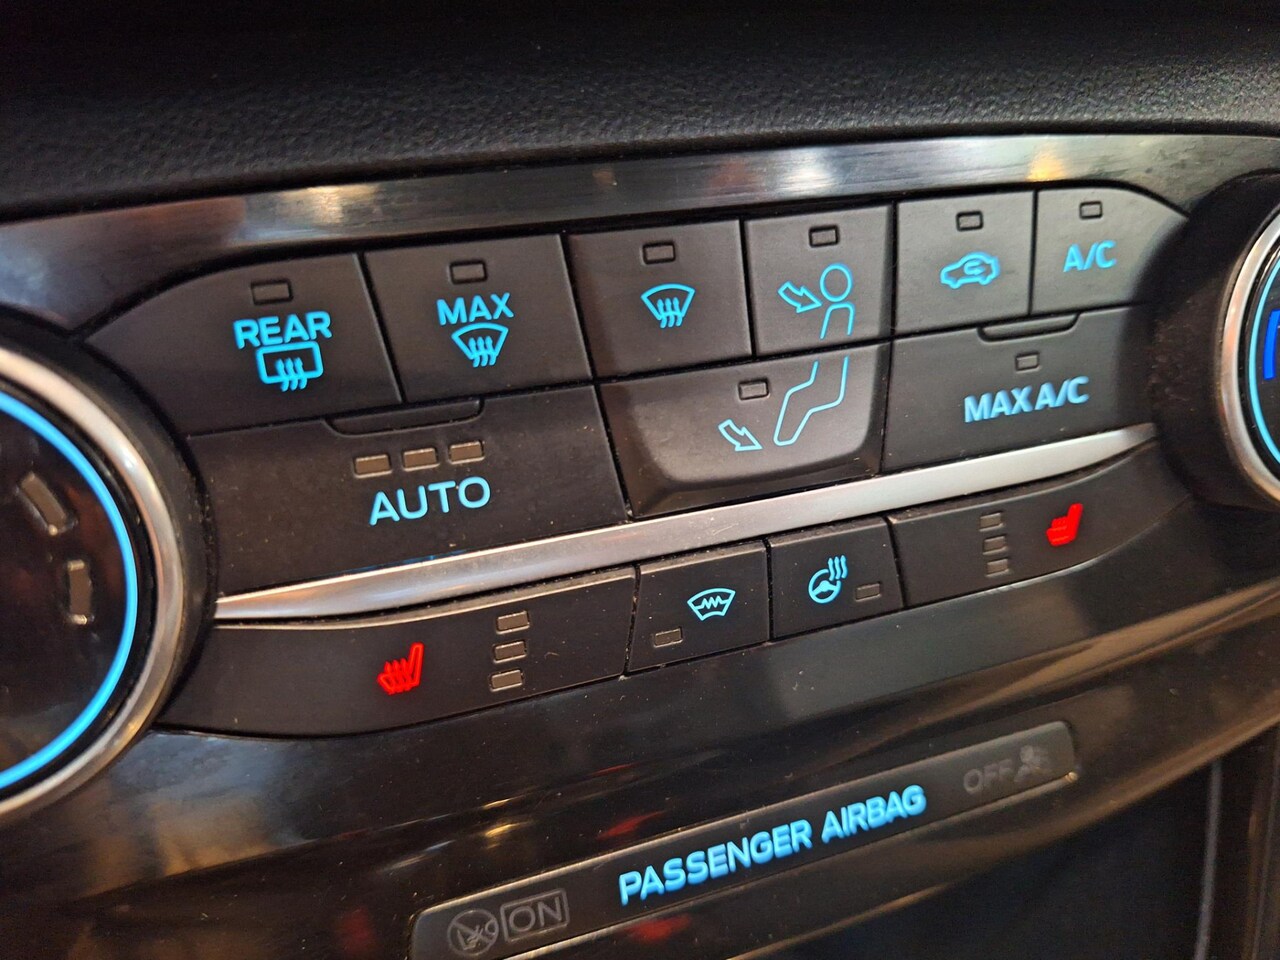 REAR
MAX
A/C
AUTO
MAX A/C
PASSENGER AIRBAG
OFF
ON